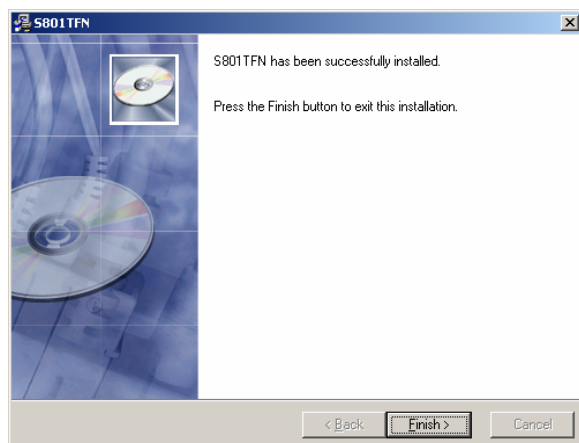 S801TFN
S801TFN has been successfully installed.
Press the Finish button to exit this installation.
< Back
Finish >
Cancel